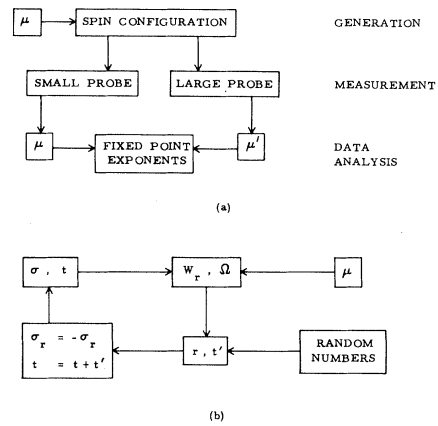 μ SPIN CONFIGURATION GENERATION
SMALL PROBE LARGE PROBE MEASUREMENT
μ FIXED POINT EXPONENTS μ′ DATA ANALYSIS
(a)
σ , t W_r , Ω μ
σ_r = -σ_r
t = t+t′
r , t′ RANDOM NUMBERS
(b)